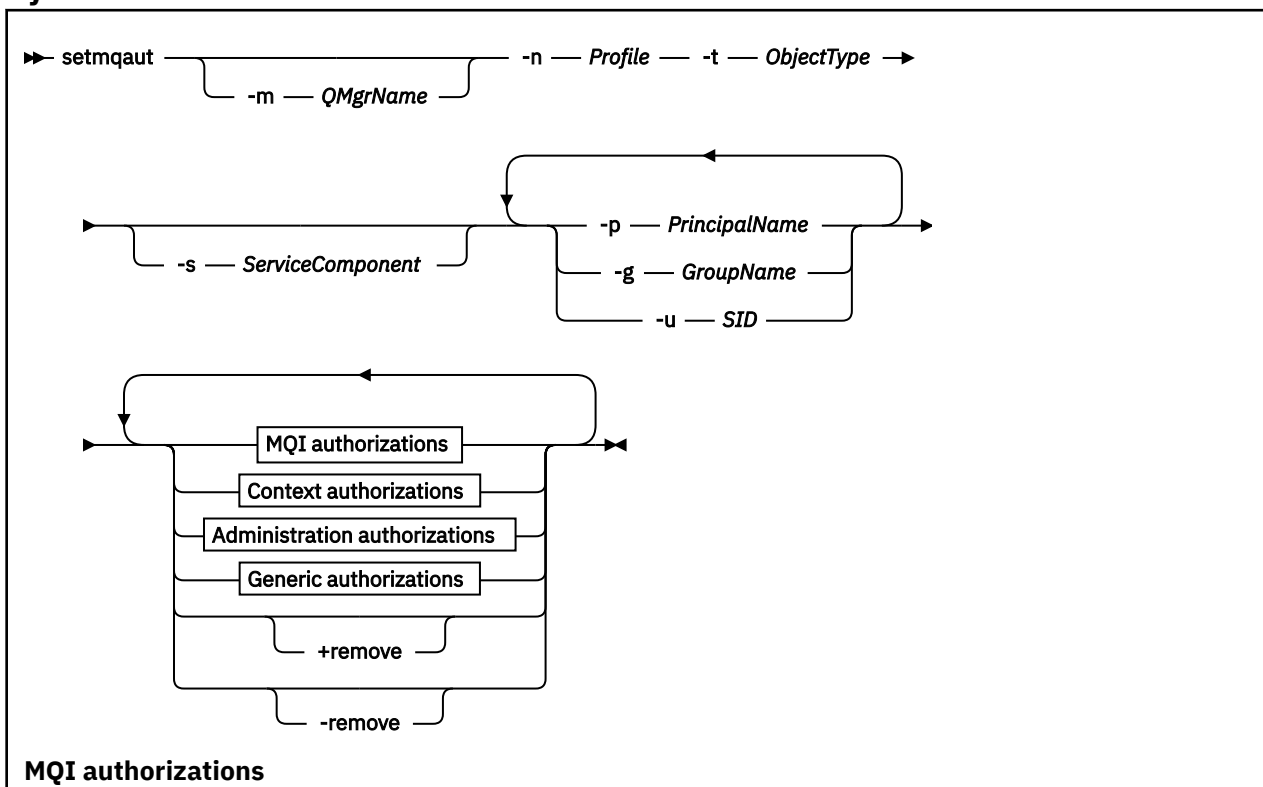 setmqaut -n Profile -t ObjectType
-m QMgrName
-p PrincipalName
-s ServiceComponent
-g GroupName
-u SID
MQI authorizations
Context authorizations
Administration authorizations
Generic authorizations
+remove
-remove
MQI authorizations